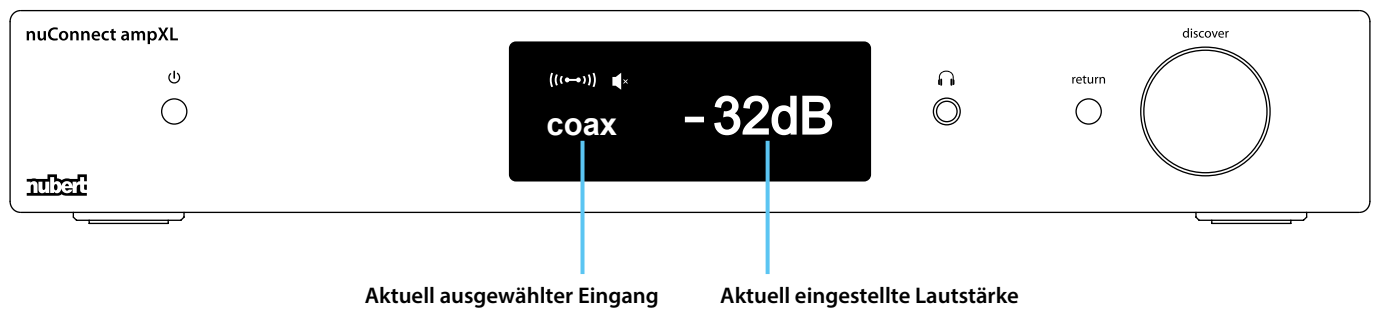 nuConnect ampXL
discover
return
coax
-32dB
nubert
Aktuell ausgewählter Eingang
Aktuell eingestellte Lautstärke